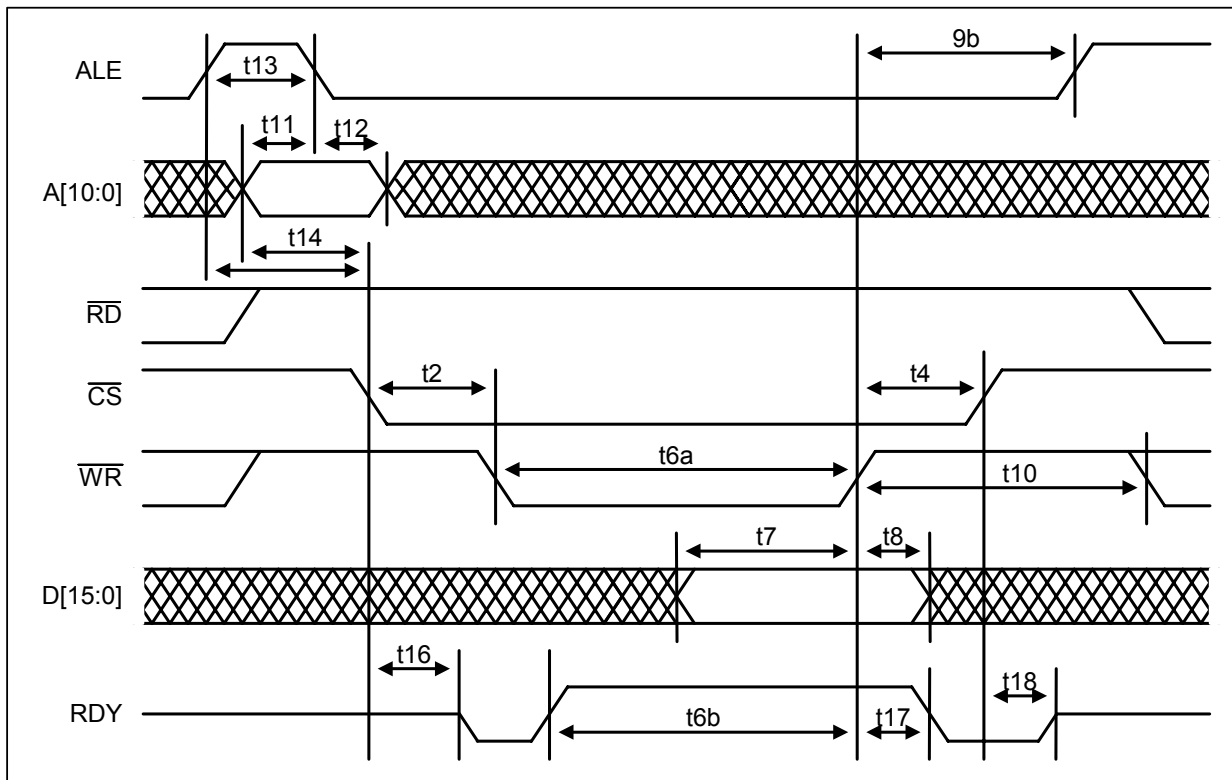 9b
ALE
t13
t11
t12
A[10:0]
t14
RD
CS
t2
t4
WR
t6a
t10
t7
t8
D[15:0]
t16
t18
RDY
t6b
t17